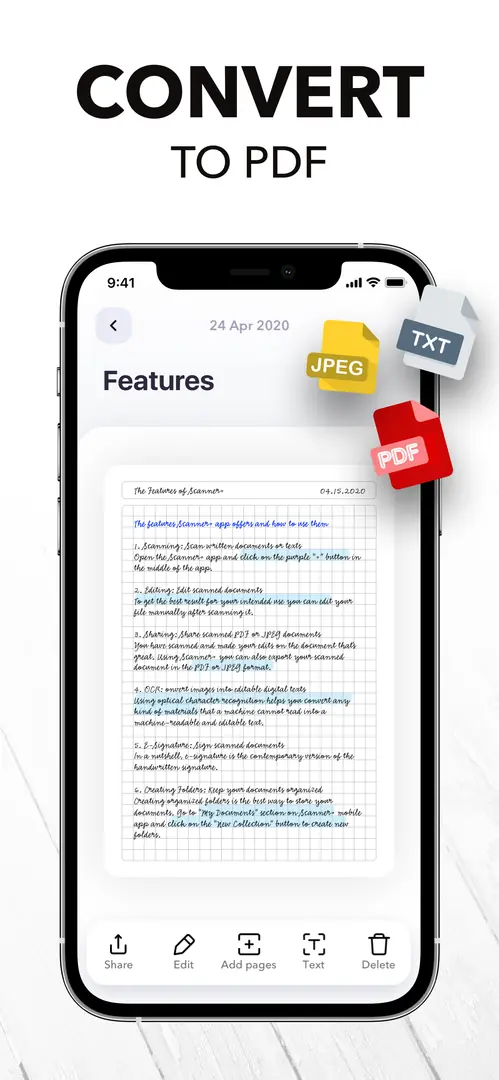 CONVERT
TO PDF
9:41
24 Apr 2020
JPEG
TXT
Features
PDF
The Features of Scanner+ 04.15.2020
The features Scanner+ app offers and how to use them
1. Scanning: Scan written documents or texts
Open the Scanner+ app and click on the purple "+" button in
the middle of the app.
2. Editing: Edit scanned documents
To get the best result for your intended use you can edit your
file manually after scanning it.
3. Sharing: Share scanned PDF or JPEG documents
You have scanned and made your edits on the document that's
great. Using Scanner+ you can also export your scanned
document in the PDF or JPEG format.
4. OCR: onvert images into editable digital texts
Using optical character recognition helps you convert any
kind of materials that a machine cannot read into a
machine-readable and editable text.
5. E-Signature: Sign scanned documents
In a nutshell, e-signature is the contemporary version of the
handwritten signature.
6. Creating Folders: Keep your documents organized
Creating organized folders is the best way to store your
documents. Go to "My Documents" section on Scanner+ mobile
app and click on the "New Collection" button to create new
folders.
Share Edit Add pages Text Delete